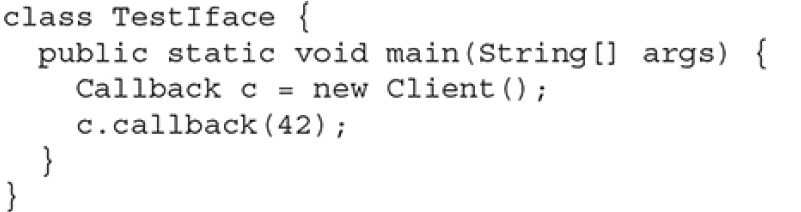 class TestIface {
  public static void main(String[] args) {
    Callback c = new Client();
    c.callback(42);
  }
}